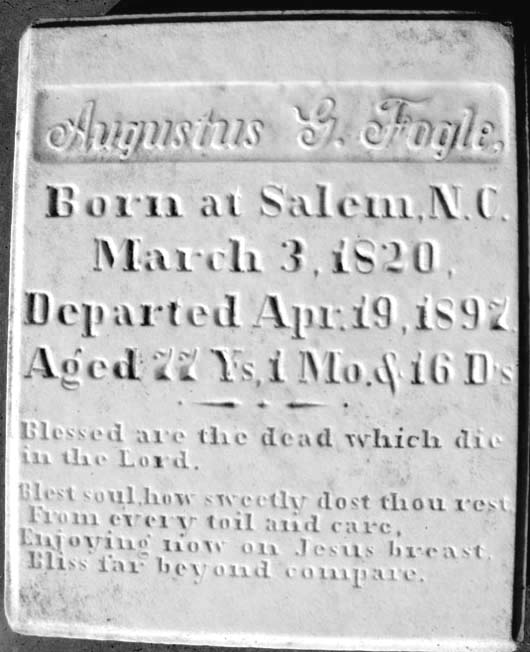 Augustus G. Fogle,
Born at Salem, N.C.
March 3, 1820,
Departed Apr. 19, 1897,
Aged 77 Ys, 1 Mo. & 16 D's
Blessed are the dead which die
in the Lord.
Blest soul, how sweetly dost thou rest,
From every toil and care,
Enjoying now on Jesus breast,
Bliss far beyond compare.